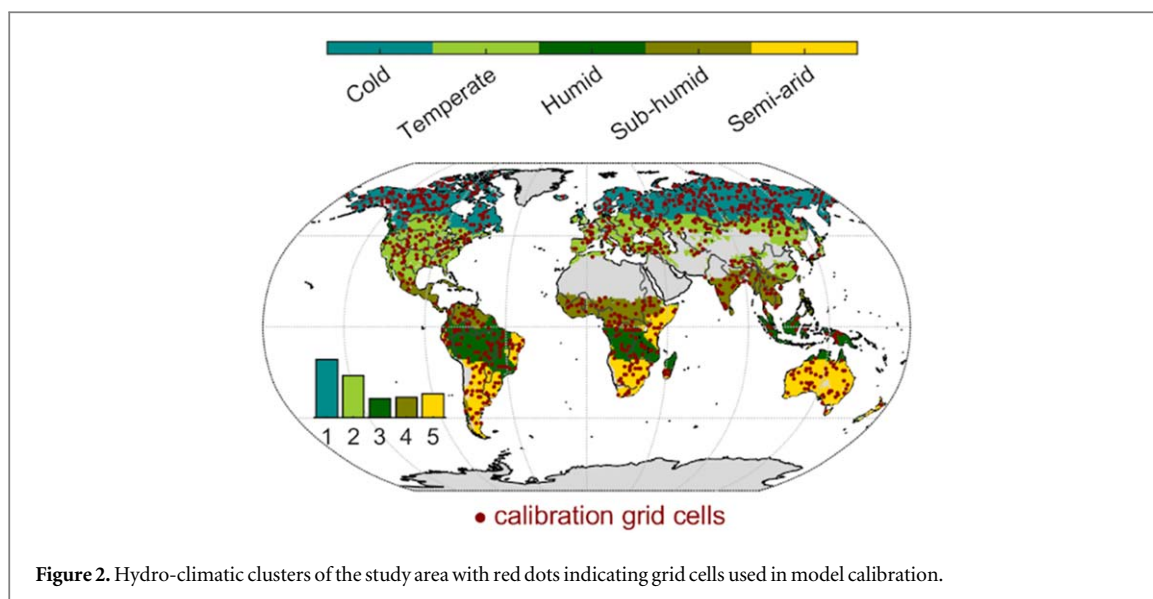 Cold
Temperate
Humid
Sub-humid
Semi-arid
1 2 3 4 5
• calibration grid cells
Figure 2. Hydro-climatic clusters of the study area with red dots indicating grid cells used in model calibration.